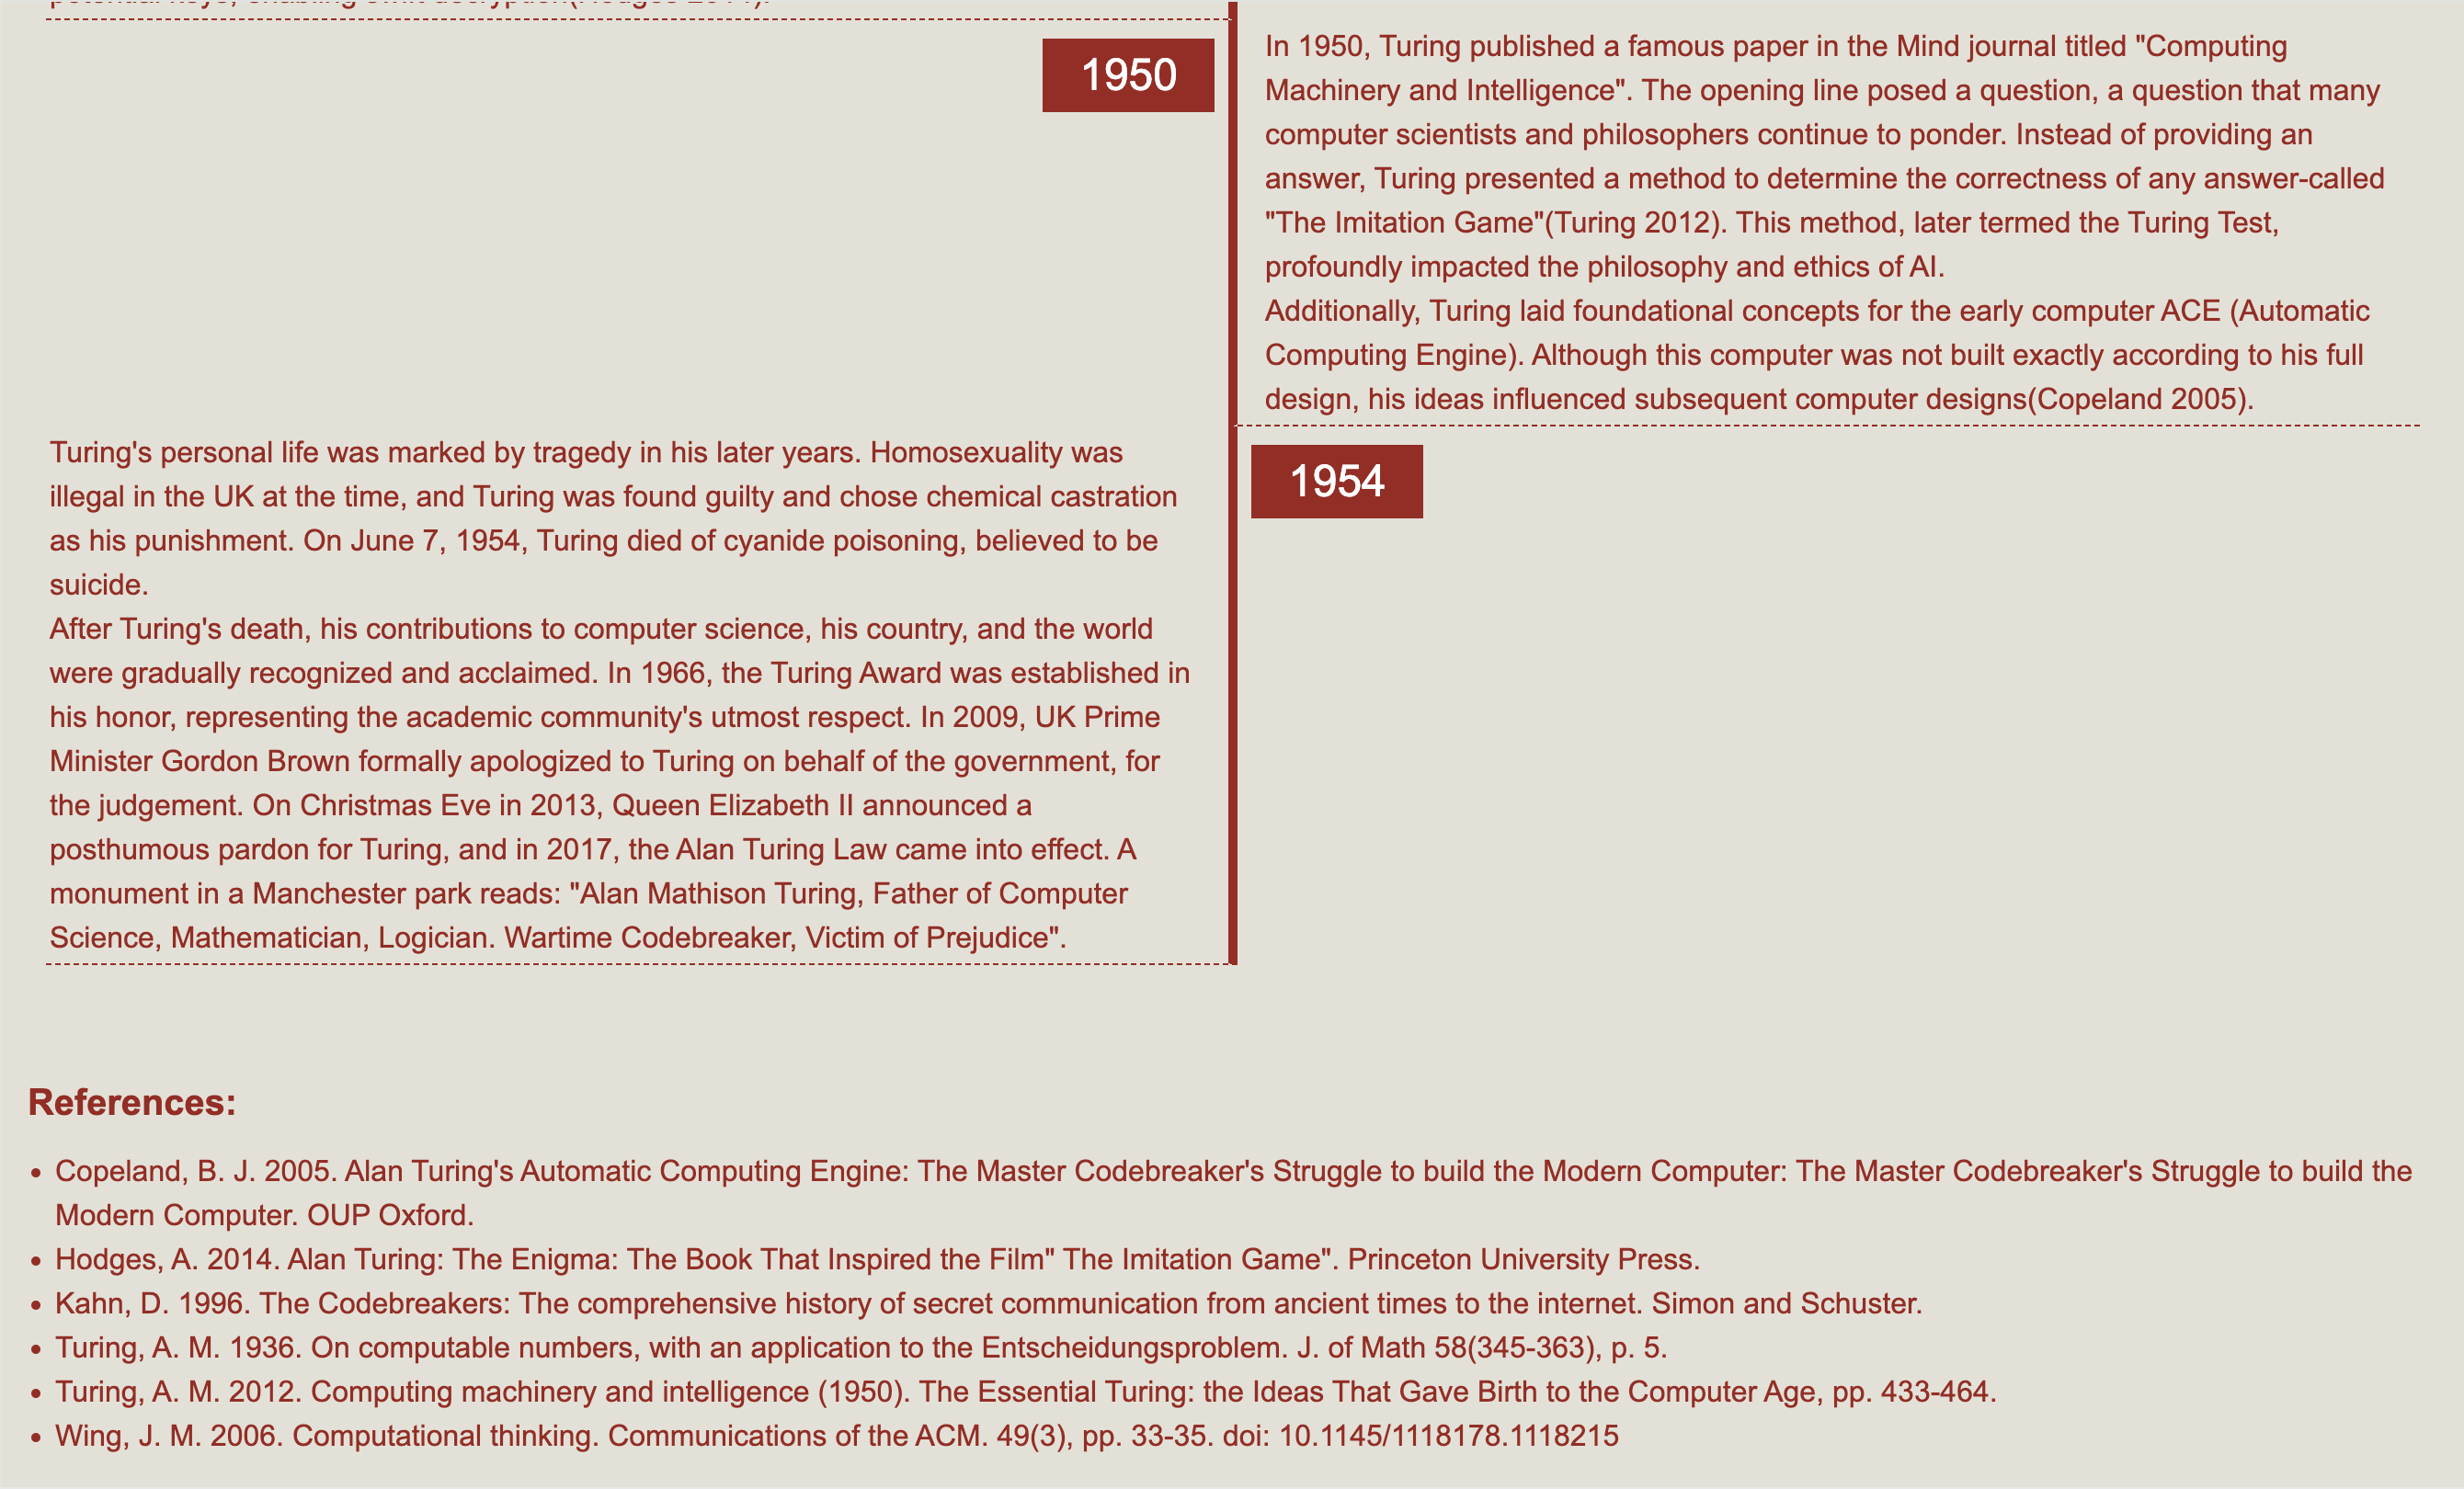 potential keys, enabling swift decryption(Hodges 2014).
1950
In 1950, Turing published a famous paper in the Mind journal titled "Computing
Machinery and Intelligence". The opening line posed a question, a question that many
computer scientists and philosophers continue to ponder. Instead of providing an
answer, Turing presented a method to determine the correctness of any answer-called
"The Imitation Game"(Turing 2012). This method, later termed the Turing Test,
profoundly impacted the philosophy and ethics of AI.
Additionally, Turing laid foundational concepts for the early computer ACE (Automatic
Computing Engine). Although this computer was not built exactly according to his full
design, his ideas influenced subsequent computer designs(Copeland 2005).
1954
Turing's personal life was marked by tragedy in his later years. Homosexuality was
illegal in the UK at the time, and Turing was found guilty and chose chemical castration
as his punishment. On June 7, 1954, Turing died of cyanide poisoning, believed to be
suicide.
After Turing's death, his contributions to computer science, his country, and the world
were gradually recognized and acclaimed. In 1966, the Turing Award was established in
his honor, representing the academic community's utmost respect. In 2009, UK Prime
Minister Gordon Brown formally apologized to Turing on behalf of the government, for
the judgement. On Christmas Eve in 2013, Queen Elizabeth II announced a
posthumous pardon for Turing, and in 2017, the Alan Turing Law came into effect. A
monument in a Manchester park reads: "Alan Mathison Turing, Father of Computer
Science, Mathematician, Logician. Wartime Codebreaker, Victim of Prejudice".
References:
• Copeland, B. J. 2005. Alan Turing's Automatic Computing Engine: The Master Codebreaker's Struggle to build the Modern Computer: The Master Codebreaker's Struggle to build the
Modern Computer. OUP Oxford.
• Hodges, A. 2014. Alan Turing: The Enigma: The Book That Inspired the Film" The Imitation Game". Princeton University Press.
• Kahn, D. 1996. The Codebreakers: The comprehensive history of secret communication from ancient times to the internet. Simon and Schuster.
• Turing, A. M. 1936. On computable numbers, with an application to the Entscheidungsproblem. J. of Math 58(345-363), p. 5.
• Turing, A. M. 2012. Computing machinery and intelligence (1950). The Essential Turing: the Ideas That Gave Birth to the Computer Age, pp. 433-464.
• Wing, J. M. 2006. Computational thinking. Communications of the ACM. 49(3), pp. 33-35. doi: 10.1145/1118178.1118215